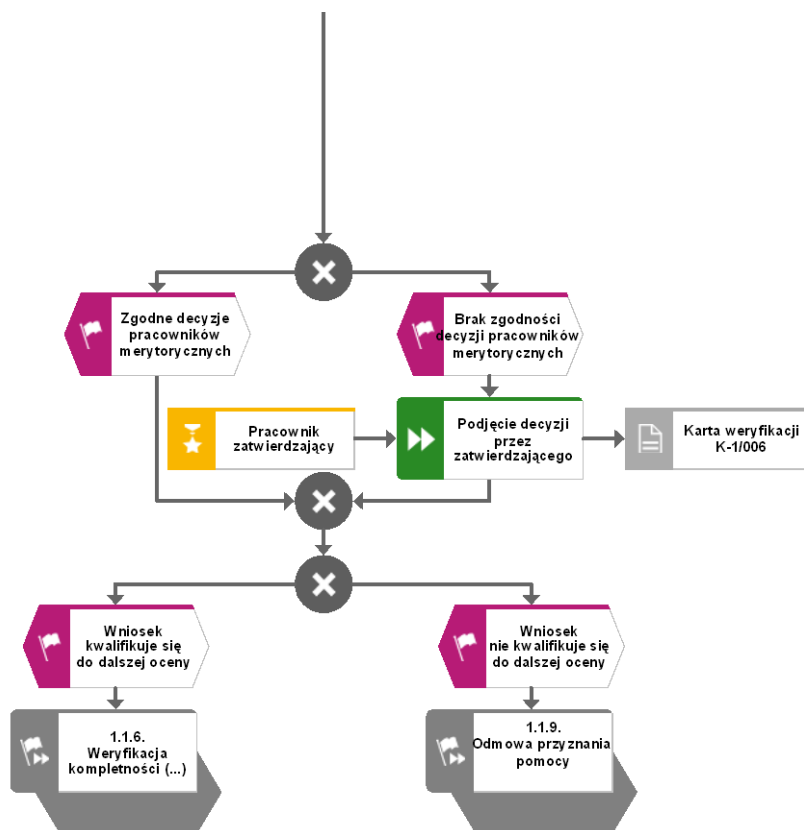 Zgodne decyzje
pracowników
merytorycznych
Brak zgodności
decyzji pracowników
merytorycznych
Pracownik
zatwierdzający
Podjęcie decyzji
przez
zatwierdzającego
Karta weryfikacji
K-1/006
Wniosek
kwalifikuje się
do dalszej oceny
Wniosek
nie kwalifikuje się
do dalszej oceny
1.1.6.
Weryfikacja
kompletności (...)
1.1.9.
Odmowa przyznania
pomocy